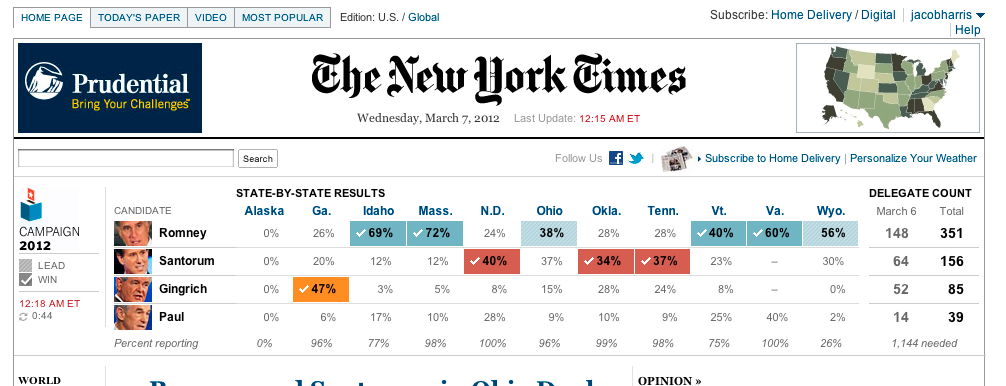 HOME PAGE TODAY'S PAPER VIDEO MOST POPULAR Edition: U.S. / Global Subscribe: Home Delivery / Digital jacobharris
Help
Prudential
Bring Your Challenges
The New York Times
Wednesday, March 7, 2012 Last Update: 12:15 AM ET
Search Follow Us Subscribe to Home Delivery | Personalize Your Weather
CAMPAIGN
2012
LEAD
WIN
12:18 AM ET
0:44
STATE-BY-STATE RESULTS DELEGATE COUNT
CANDIDATE Alaska Ga. Idaho Mass. N.D. Ohio Okla. Tenn. Vt. Va. Wyo. March 6 Total
Romney 0% 26% 69% 72% 24% 38% 28% 28% 40% 60% 56% 148 351
Santorum 0% 20% 12% 12% 40% 37% 34% 37% 23% – 30% 64 156
Gingrich 0% 47% 3% 5% 8% 15% 28% 24% 8% – 0% 52 85
Paul 0% 6% 17% 10% 28% 9% 10% 9% 25% 40% 2% 14 39
Percent reporting 0% 96% 77% 98% 100% 96% 99% 98% 75% 100% 26% 1,144 needed
WORLD
OPINION »